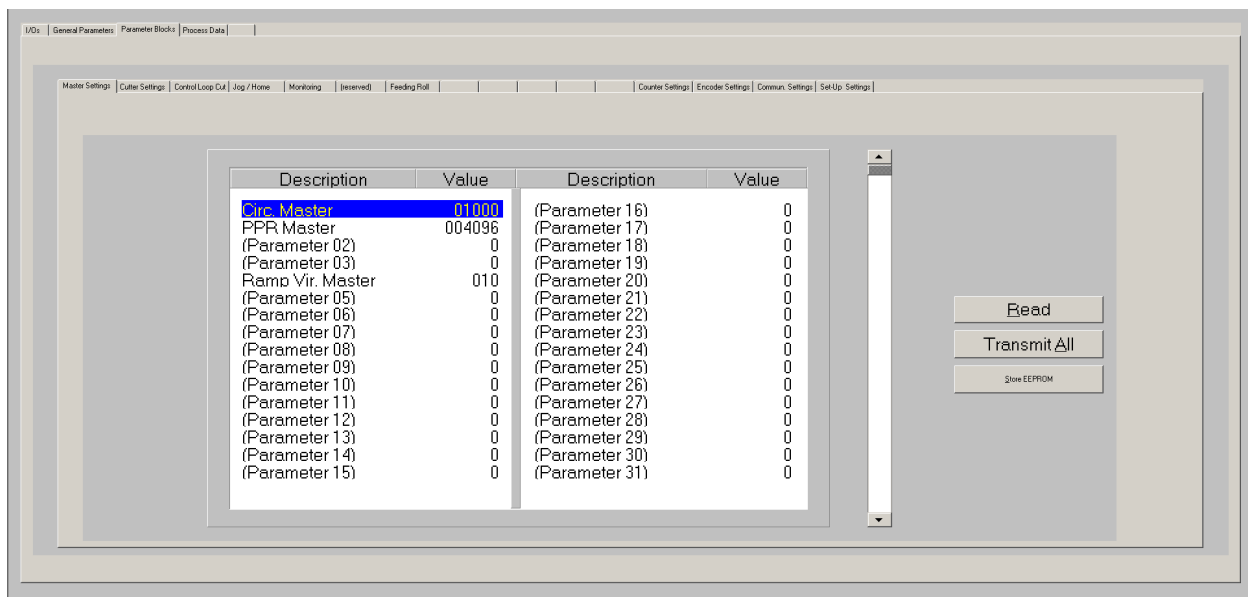 I/Os General Parameters Parameter Blocks Process Data
Master Settings Cutter Settings Control Loop Cut Jog / Home Monitoring (reserved) Feeding Roll Counter Settings Encoder Settings Commun. Settings Set-Up Settings
Description Value Description Value
Circ. Master 01000 (Parameter 16) 0
PPR Master 004096 (Parameter 17) 0
(Parameter 02) 0 (Parameter 18) 0
(Parameter 03) 0 (Parameter 19) 0
Ramp Vir. Master 010 (Parameter 20) 0
(Parameter 05) 0 (Parameter 21) 0
(Parameter 06) 0 (Parameter 22) 0
(Parameter 07) 0 (Parameter 23) 0
(Parameter 08) 0 (Parameter 24) 0
(Parameter 09) 0 (Parameter 25) 0
(Parameter 10) 0 (Parameter 26) 0
(Parameter 11) 0 (Parameter 27) 0
(Parameter 12) 0 (Parameter 28) 0
(Parameter 13) 0 (Parameter 29) 0
(Parameter 14) 0 (Parameter 30) 0
(Parameter 15) 0 (Parameter 31) 0
Read
Transmit All
Store EEPROM